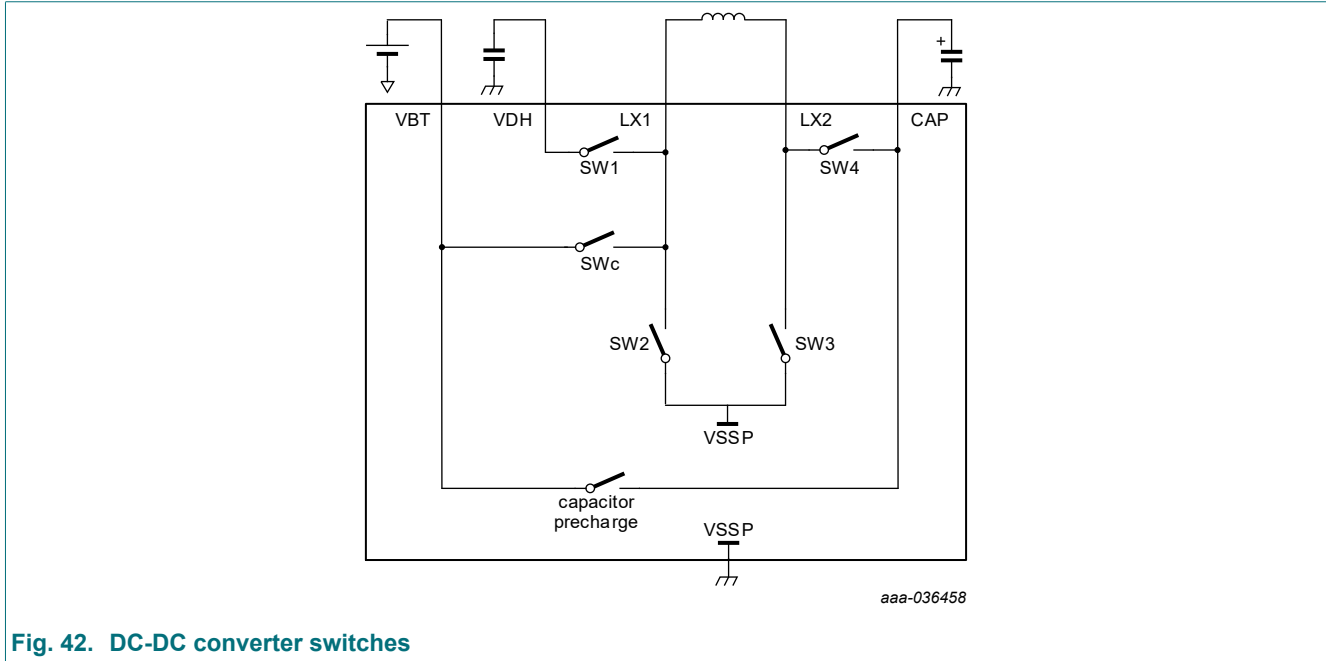 +
VBT VDH LX1 LX2 CAP
SW1 SW4
SWc
SW2 SW3
VSSP
capacitor
precharge
VSSP
aaa-036458
Fig. 42. DC-DC converter switches